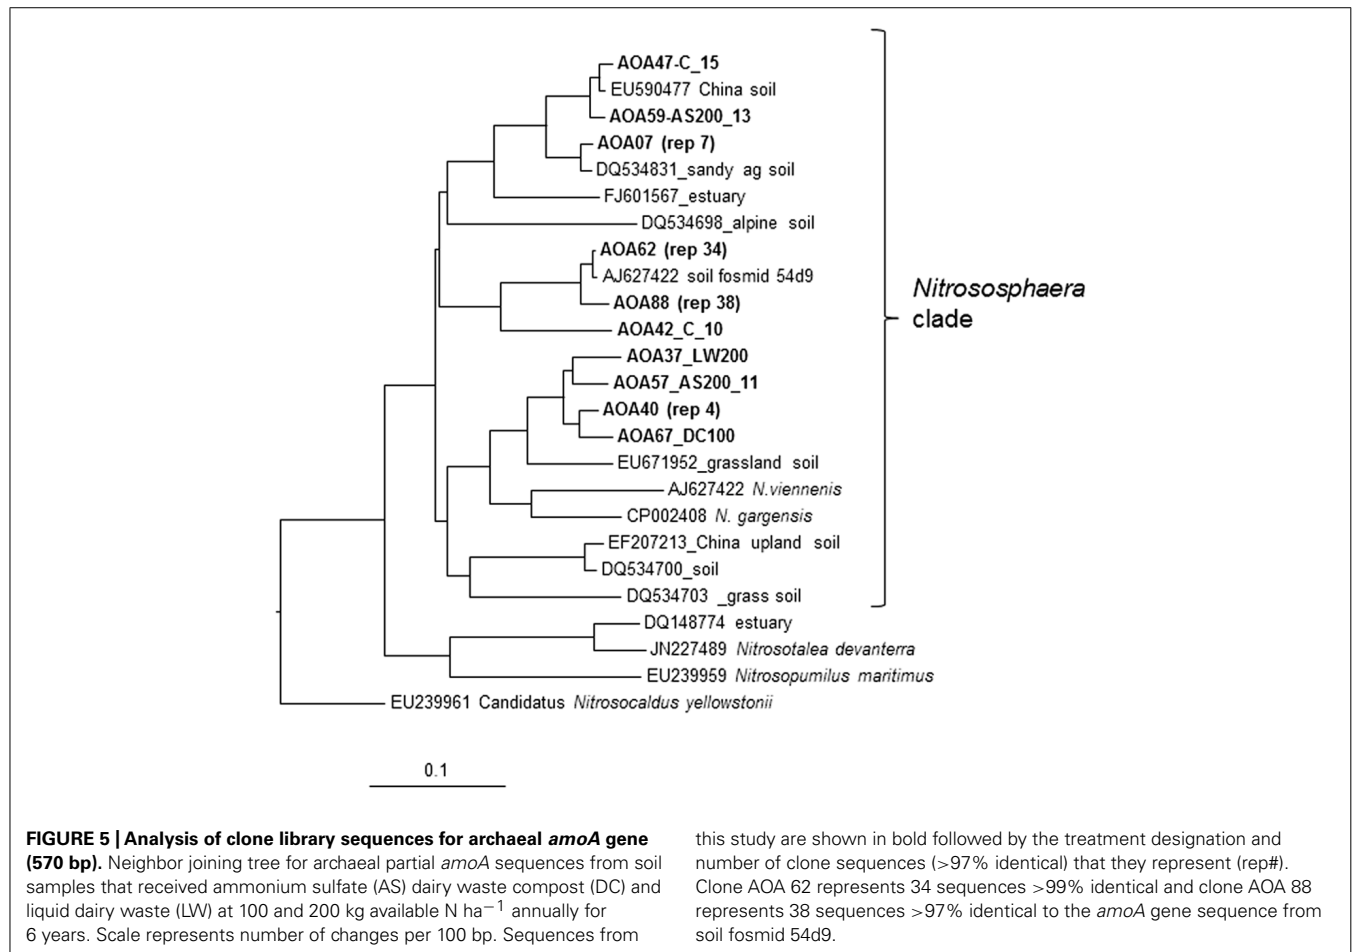 AOA47-C_15
EU590477 China soil
AOA59-AS200_13
AOA07 (rep 7)
DQ534831_sandy ag soil
FJ601567_estuary
DQ534698_alpine soil
AOA62 (rep 34)
AJ627422 soil fosmid 54d9
AOA88 (rep 38)
AOA42_C_10
AOA37_LW200
AOA57_AS200_11
AOA40 (rep 4)
AOA67_DC100
EU671952_grassland soil
AJ627422 N.viennenis
CP002408 N. gargensis
EF207213_China upland soil
DQ534700_soil
DQ534703 _grass soil
DQ148774 estuary
JN227489 Nitrosotalea devanterra
EU239959 Nitrosopumilus maritimus
EU239961 Candidatus Nitrosocaldus yellowstonii
Nitrososphaera
clade
0.1
FIGURE 5 | Analysis of clone library sequences for archaeal amoA gene
(570 bp). Neighbor joining tree for archaeal partial amoA sequences from soil
samples that received ammonium sulfate (AS) dairy waste compost (DC) and
liquid dairy waste (LW) at 100 and 200 kg available N ha−1 annually for
6 years. Scale represents number of changes per 100 bp. Sequences from
this study are shown in bold followed by the treatment designation and
number of clone sequences (>97% identical) that they represent (rep#).
Clone AOA 62 represents 34 sequences >99% identical and clone AOA 88
represents 38 sequences >97% identical to the amoA gene sequence from
soil fosmid 54d9.